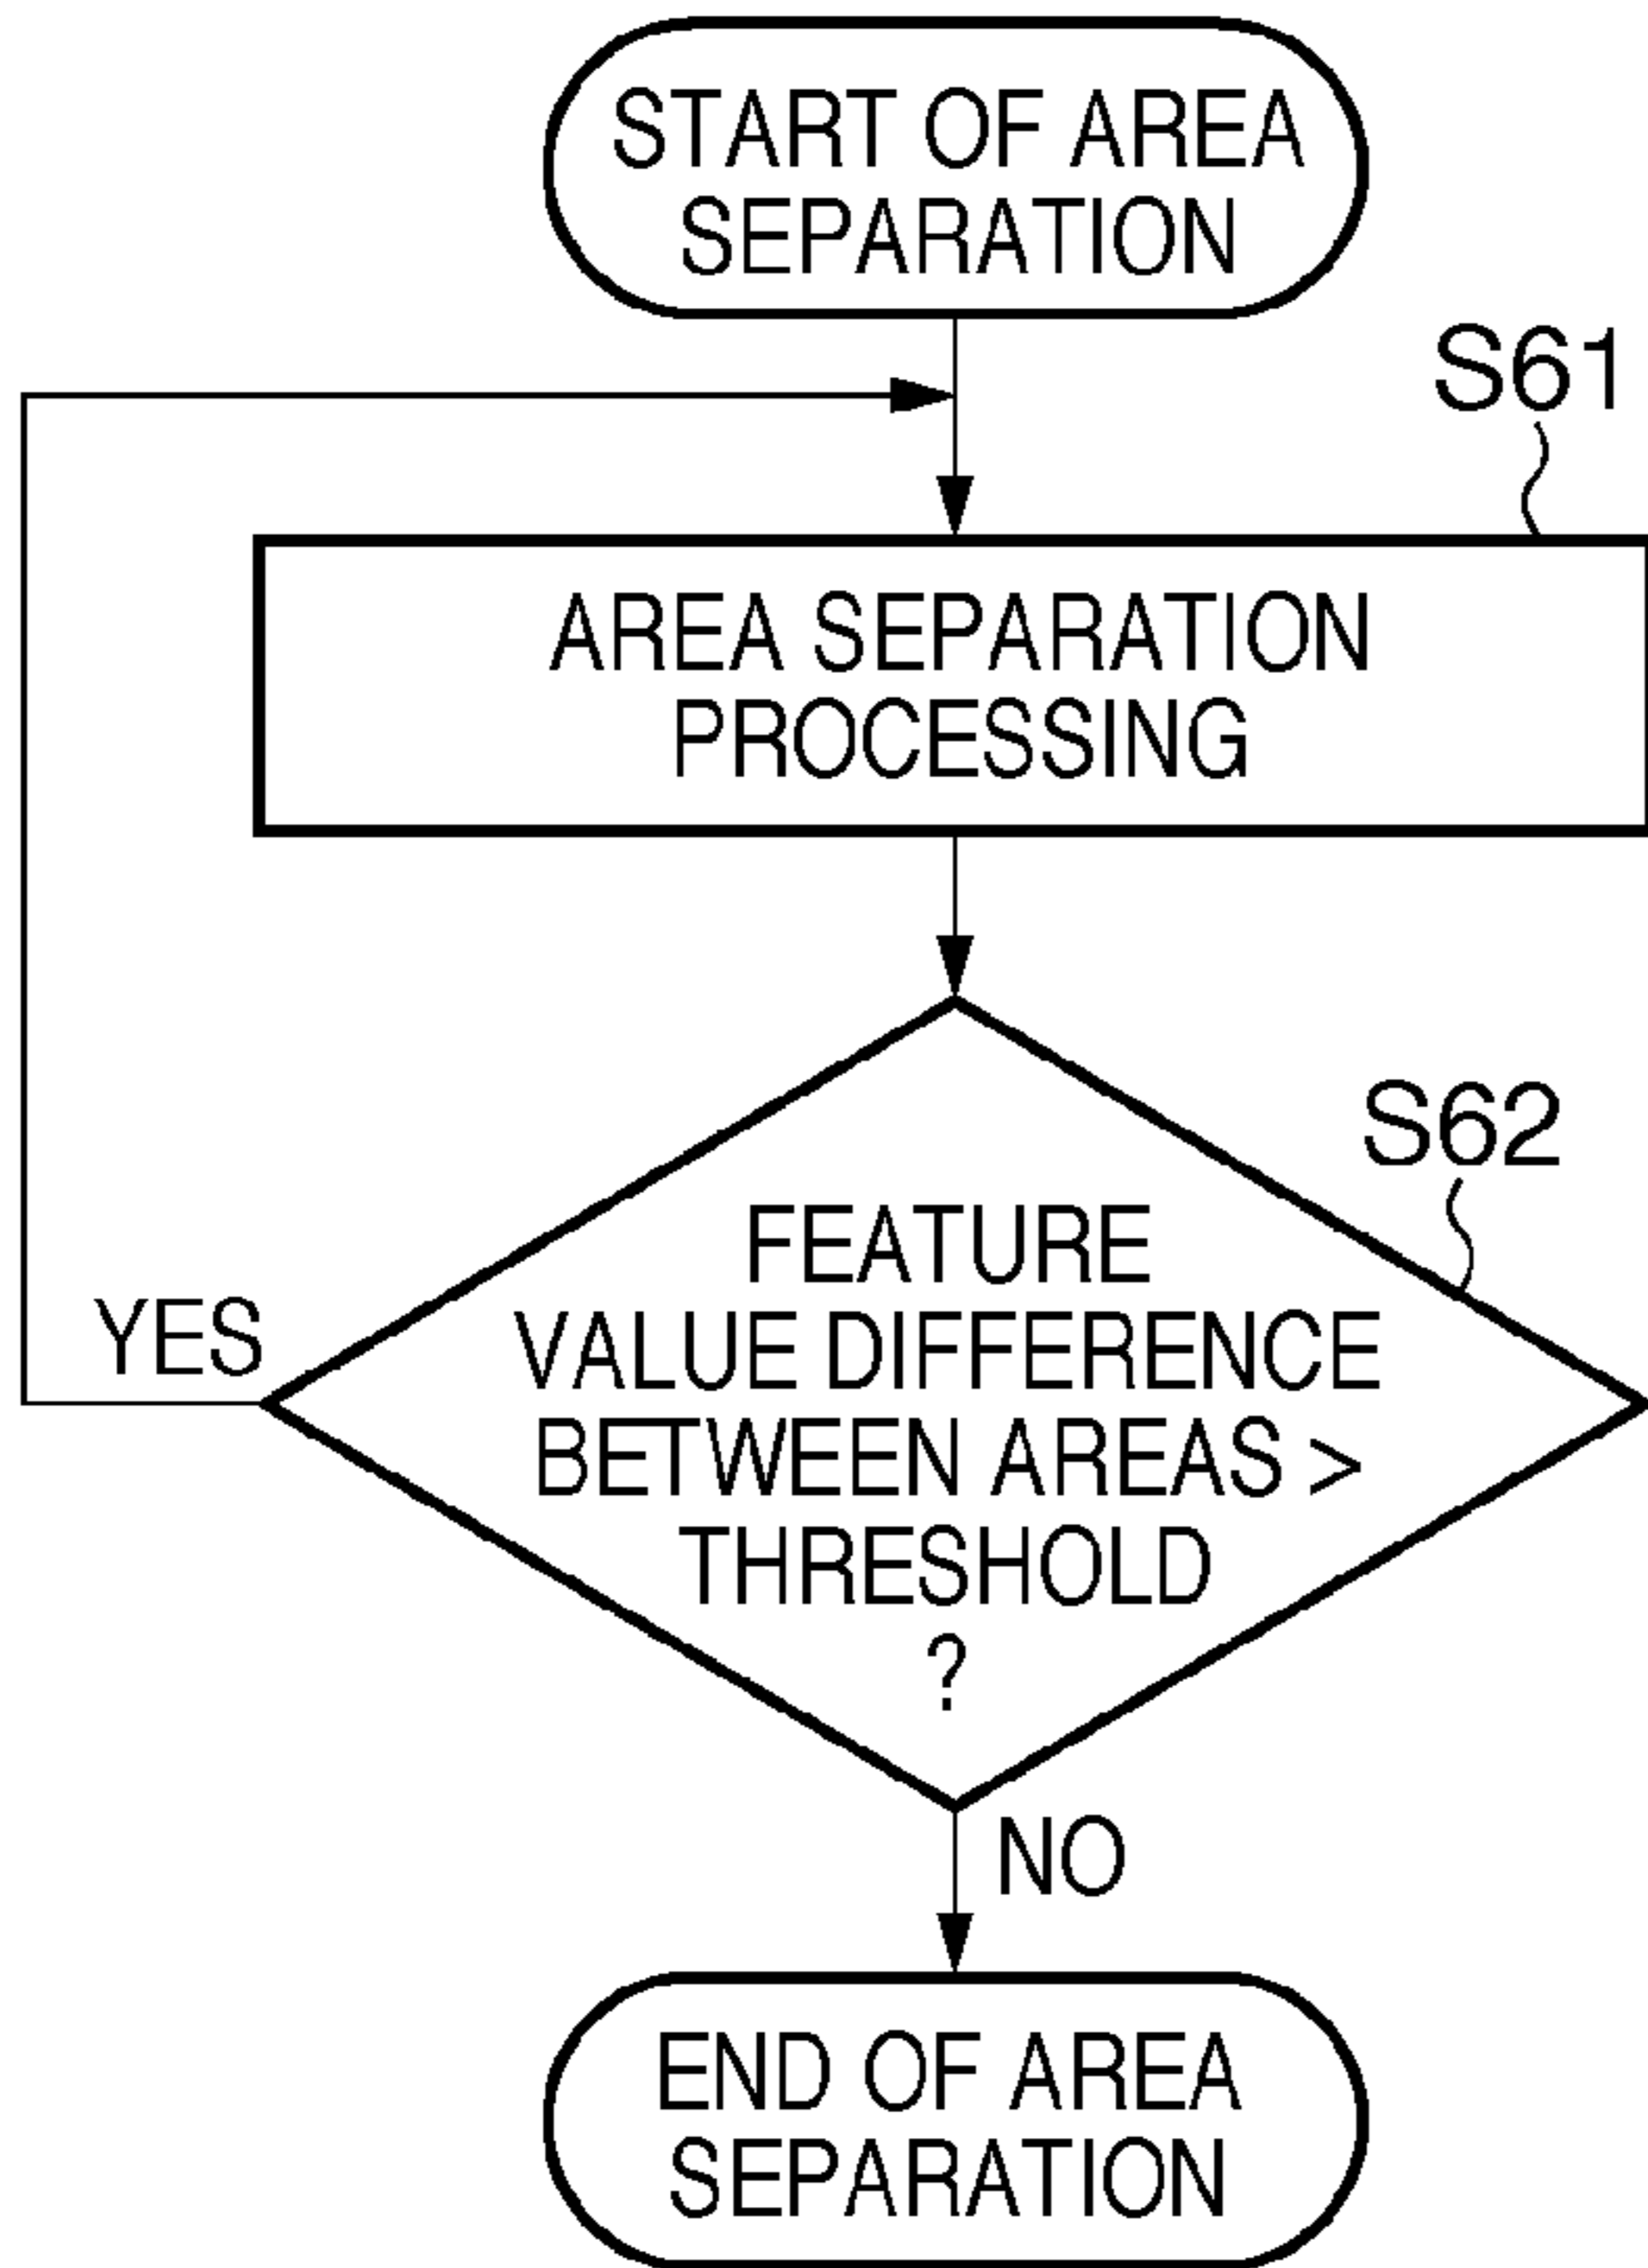 START OF AREA
SEPARATION
S61
AREA SEPARATION
PROCESSING
S62
FEATURE
VALUE DIFFERENCE
BETWEEN AREAS >
THRESHOLD
?
YES
NO
END OF AREA
SEPARATION